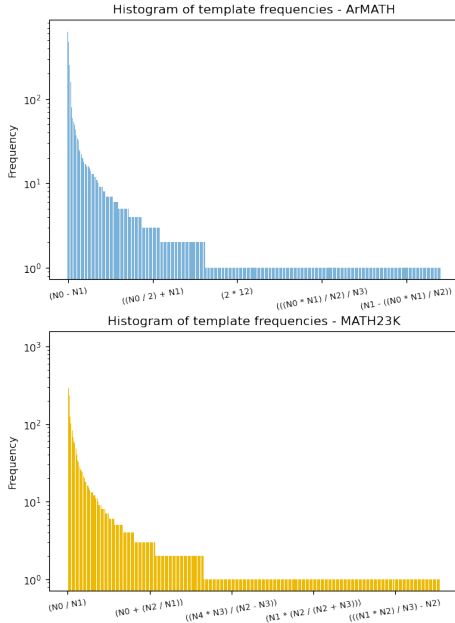 Histogram of template frequencies - ArMATH
Frequency
10²
10¹
10⁰
(N0 - N1)
((N0 / 2) + N1)
(2 * 12)
(((N0 * N1) / N2) / N3)
(N1 - ((N0 * N1) / N2))
Histogram of template frequencies - MATH23K
Frequency
10³
10²
10¹
10⁰
(N0 / N1)
(N0 + (N2 / N1))
((N4 * N3) / (N2 - N3))
(N1 * (N2 / (N2 + N3)))
(((N1 * N2) / N3) - N2)